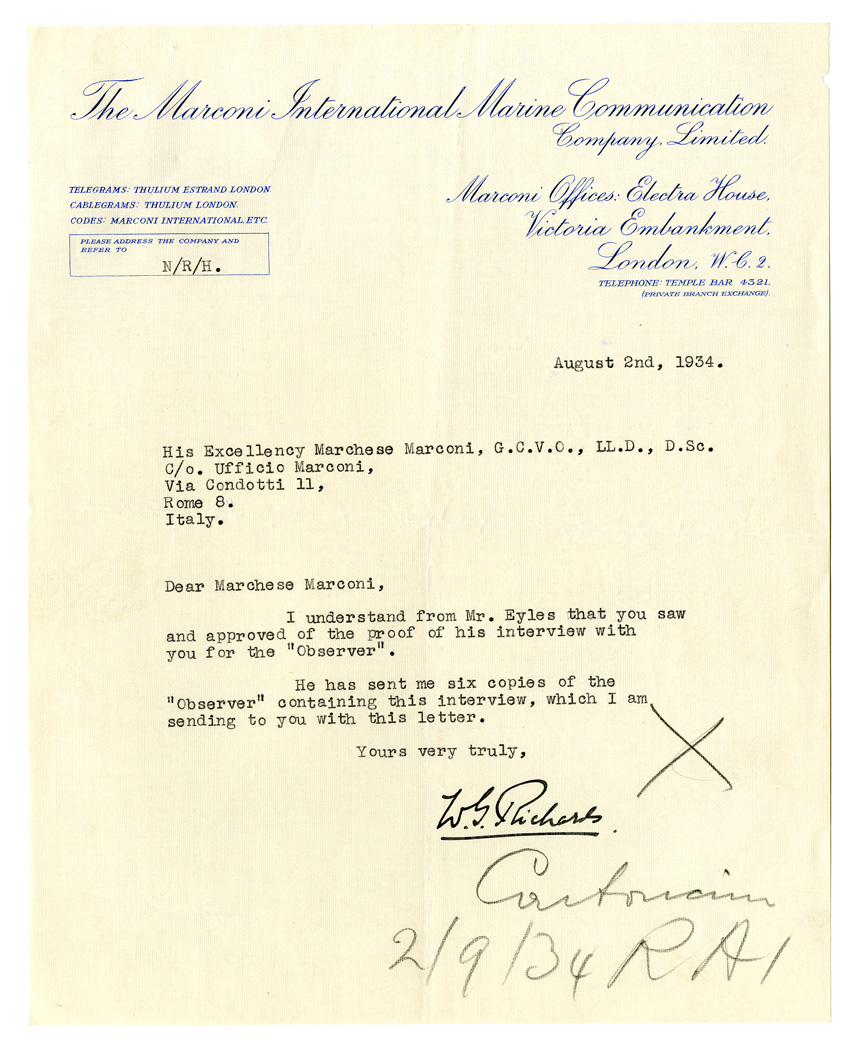 The Marconi International Marine Communication
Company, Limited.
TELEGRAMS: THULIUM ESTRAND LONDON.
CABLEGRAMS: THULIUM LONDON.
CODES: MARCONI INTERNATIONAL, ETC.
PLEASE ADDRESS THE COMPANY AND
REFER TO
N/R/H.
Marconi Offices: Electra House,
Victoria Embankment,
London, W.C.2.
TELEPHONE: TEMPLE BAR 4321.
(PRIVATE BRANCH EXCHANGE).
August 2nd, 1934.
His Excellency Marchese Marconi, G.C.V.O., LL.D., D.Sc.
C/o. Ufficio Marconi,
Via Condotti 11,
Rome 8.
Italy.
Dear Marchese Marconi,
I understand from Mr. Eyles that you saw
and approved of the proof of his interview with
you for the "Observer".
He has sent me six copies of the
"Observer" containing this interview, which I am
sending to you with this letter.
Yours very truly,
W.G. Richards.
2/9/34